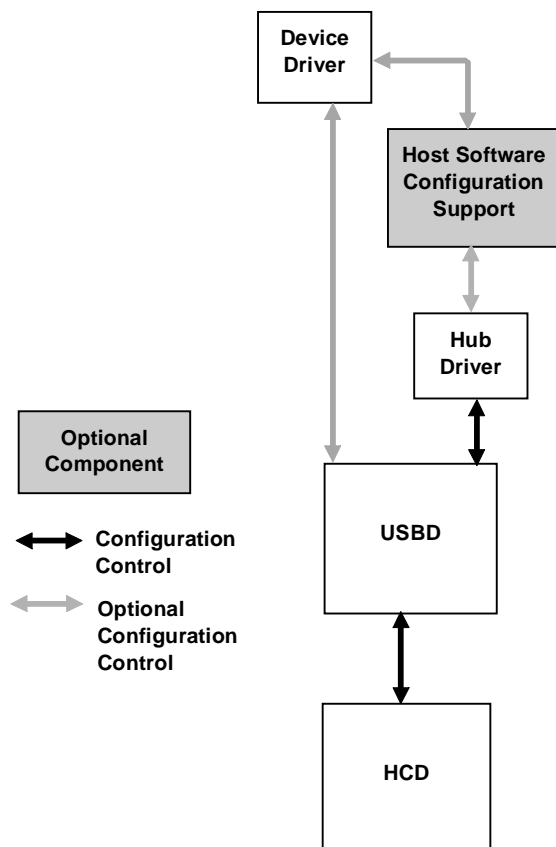 Device
Driver
Host Software
Configuration
Support
Hub
Driver
Optional
Component
USBD
Configuration
Control
Optional
Configuration
Control
HCD